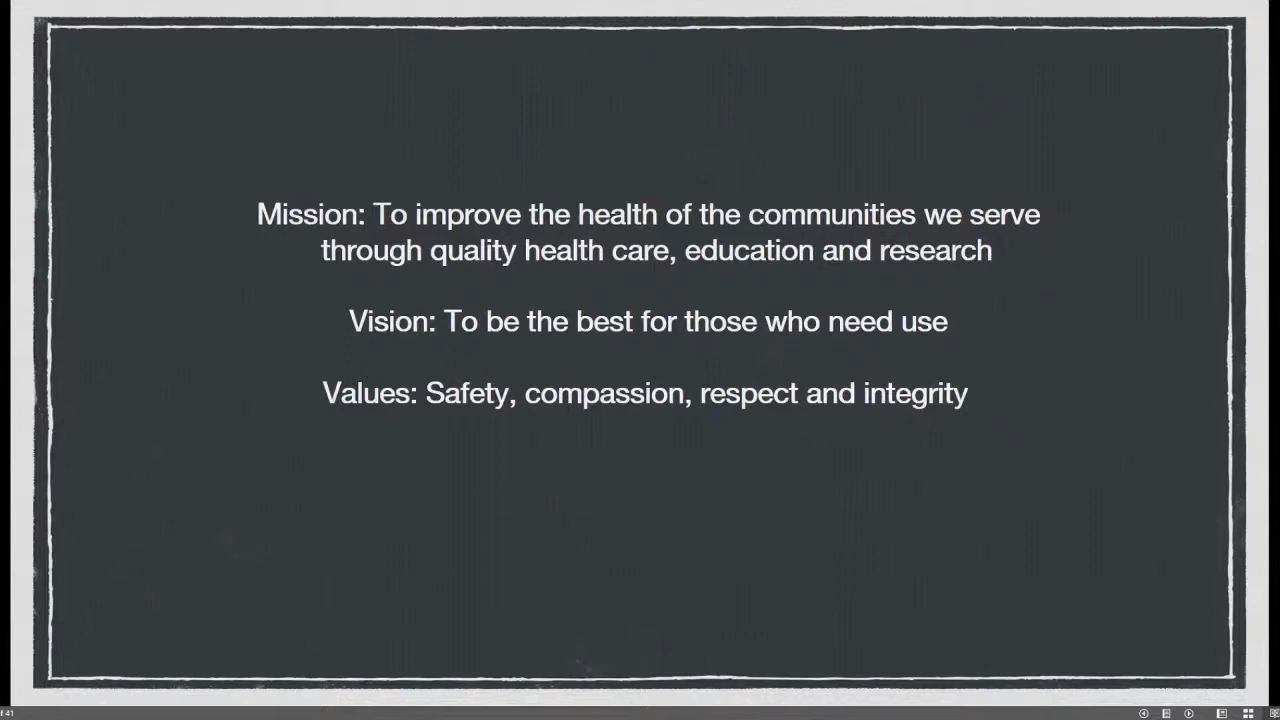 Mission: To improve the health of the communities we serve
through quality health care, education and research
Vision: To be the best for those who need use
Values: Safety, compassion, respect and integrity
f 41